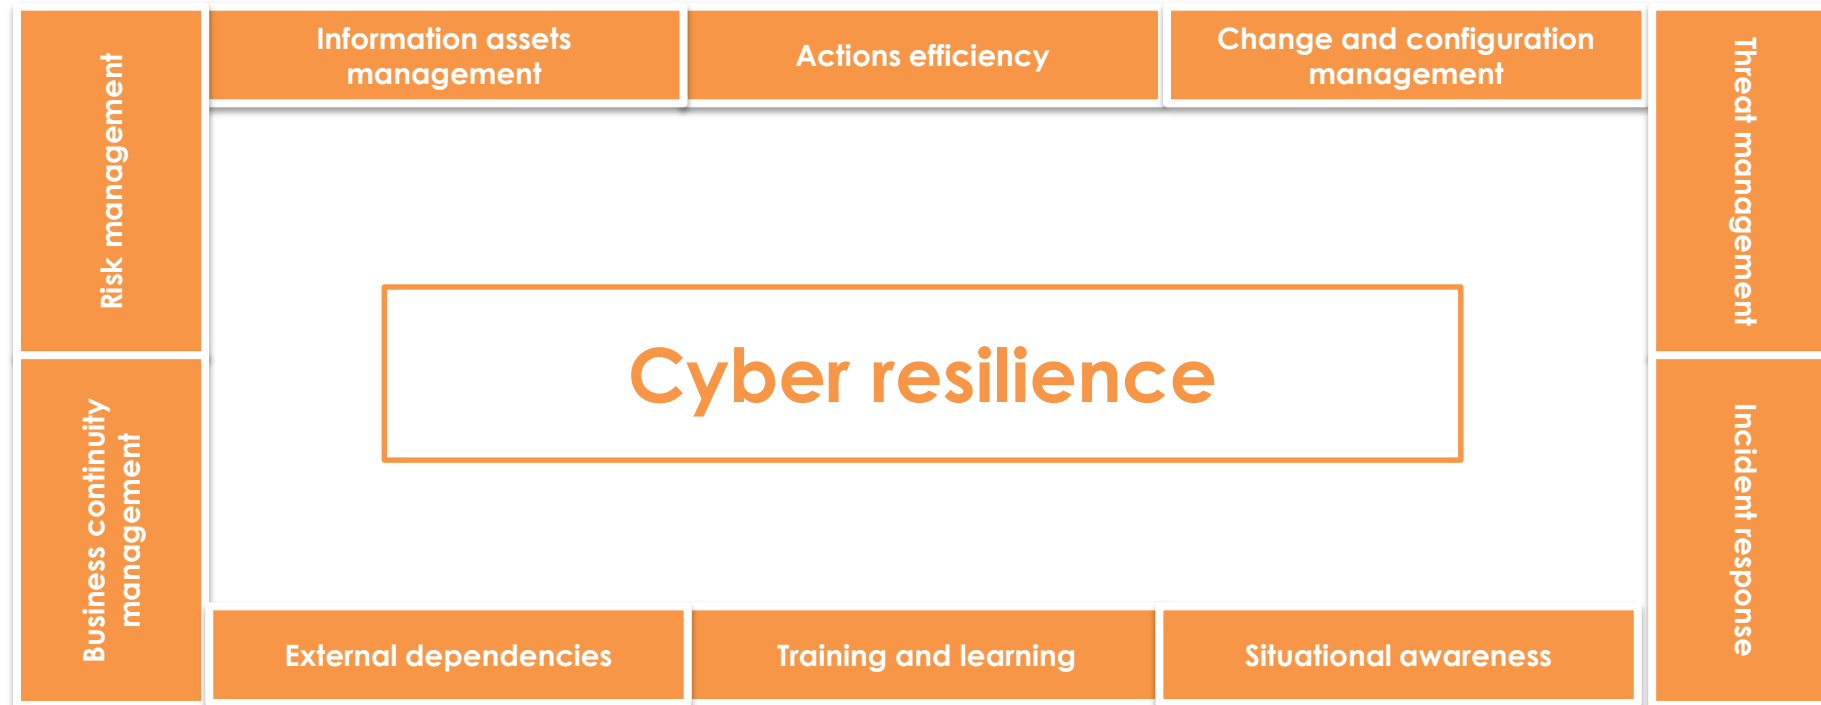 Information assets
management
Actions efficiency
Change and configuration
management
Risk management
Threat management
Cyber resilience
Business continuity
management
Incident response
External dependencies
Training and learning
Situational awareness